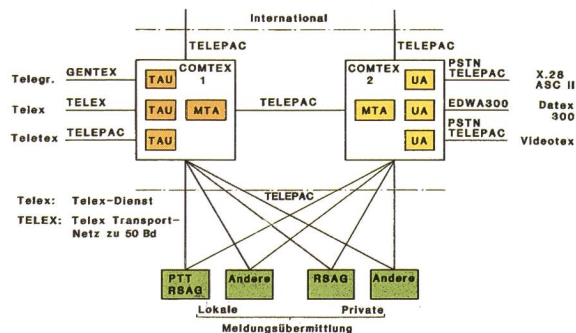 International
TELEPAC
TELEPAC
Telegr.
GENTEX
TAU
COMTEX
1
Telex
TELEX
TAU
MTA
Teletex
TELEPAC
TAU
TELEPAC
COMTEX
2
UA
PSTN
TELEPAC
X.28
ASC II
MTA
UA
EDWA300
Datex
300
UA
PSTN
TELEPAC
Videotex
TELEPAC
Telex: Telex-Dienst
TELEX: Telex Transport-
Netz zu 50 Bd
PTT
RSAG
Andere
RSAG
Andere
Lokale
Private
Meldungsübermittlung